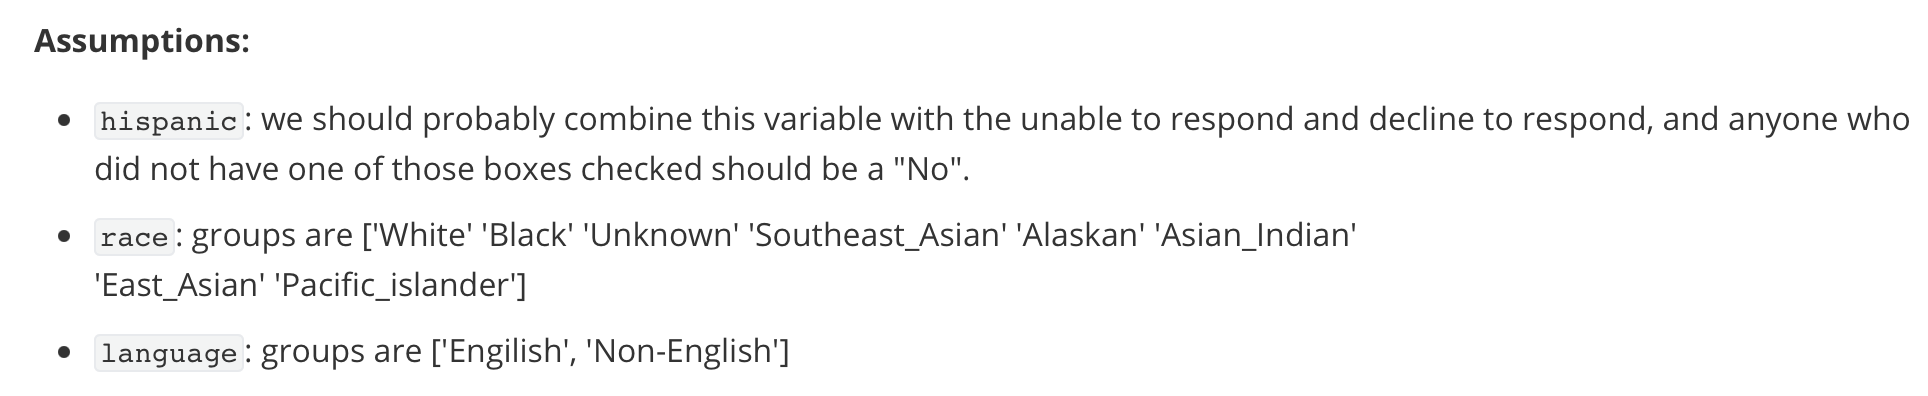 Assumptions:
hispanic: we should probably combine this variable with the unable to respond and decline to respond, and anyone who
did not have one of those boxes checked should be a "No".
race: groups are ['White' 'Black' 'Unknown' 'Southeast_Asian' 'Alaskan' 'Asian_Indian'
'East_Asian' 'Pacific_islander']
language: groups are ['Engilish', 'Non-English']